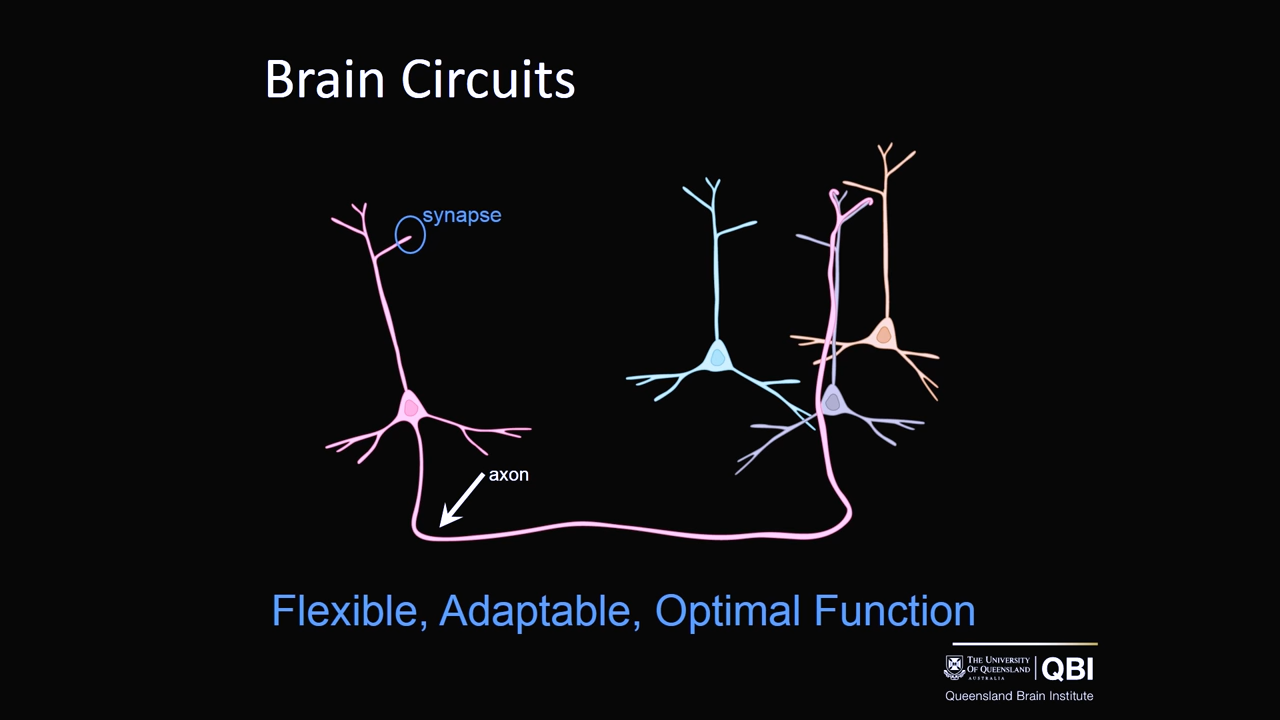 Brain Circuits
synapse
axon
Flexible, Adaptable, Optimal Function
THE UNIVERSITY
OF QUEENSLAND
AUSTRALIA
QBI
Queensland Brain Institute